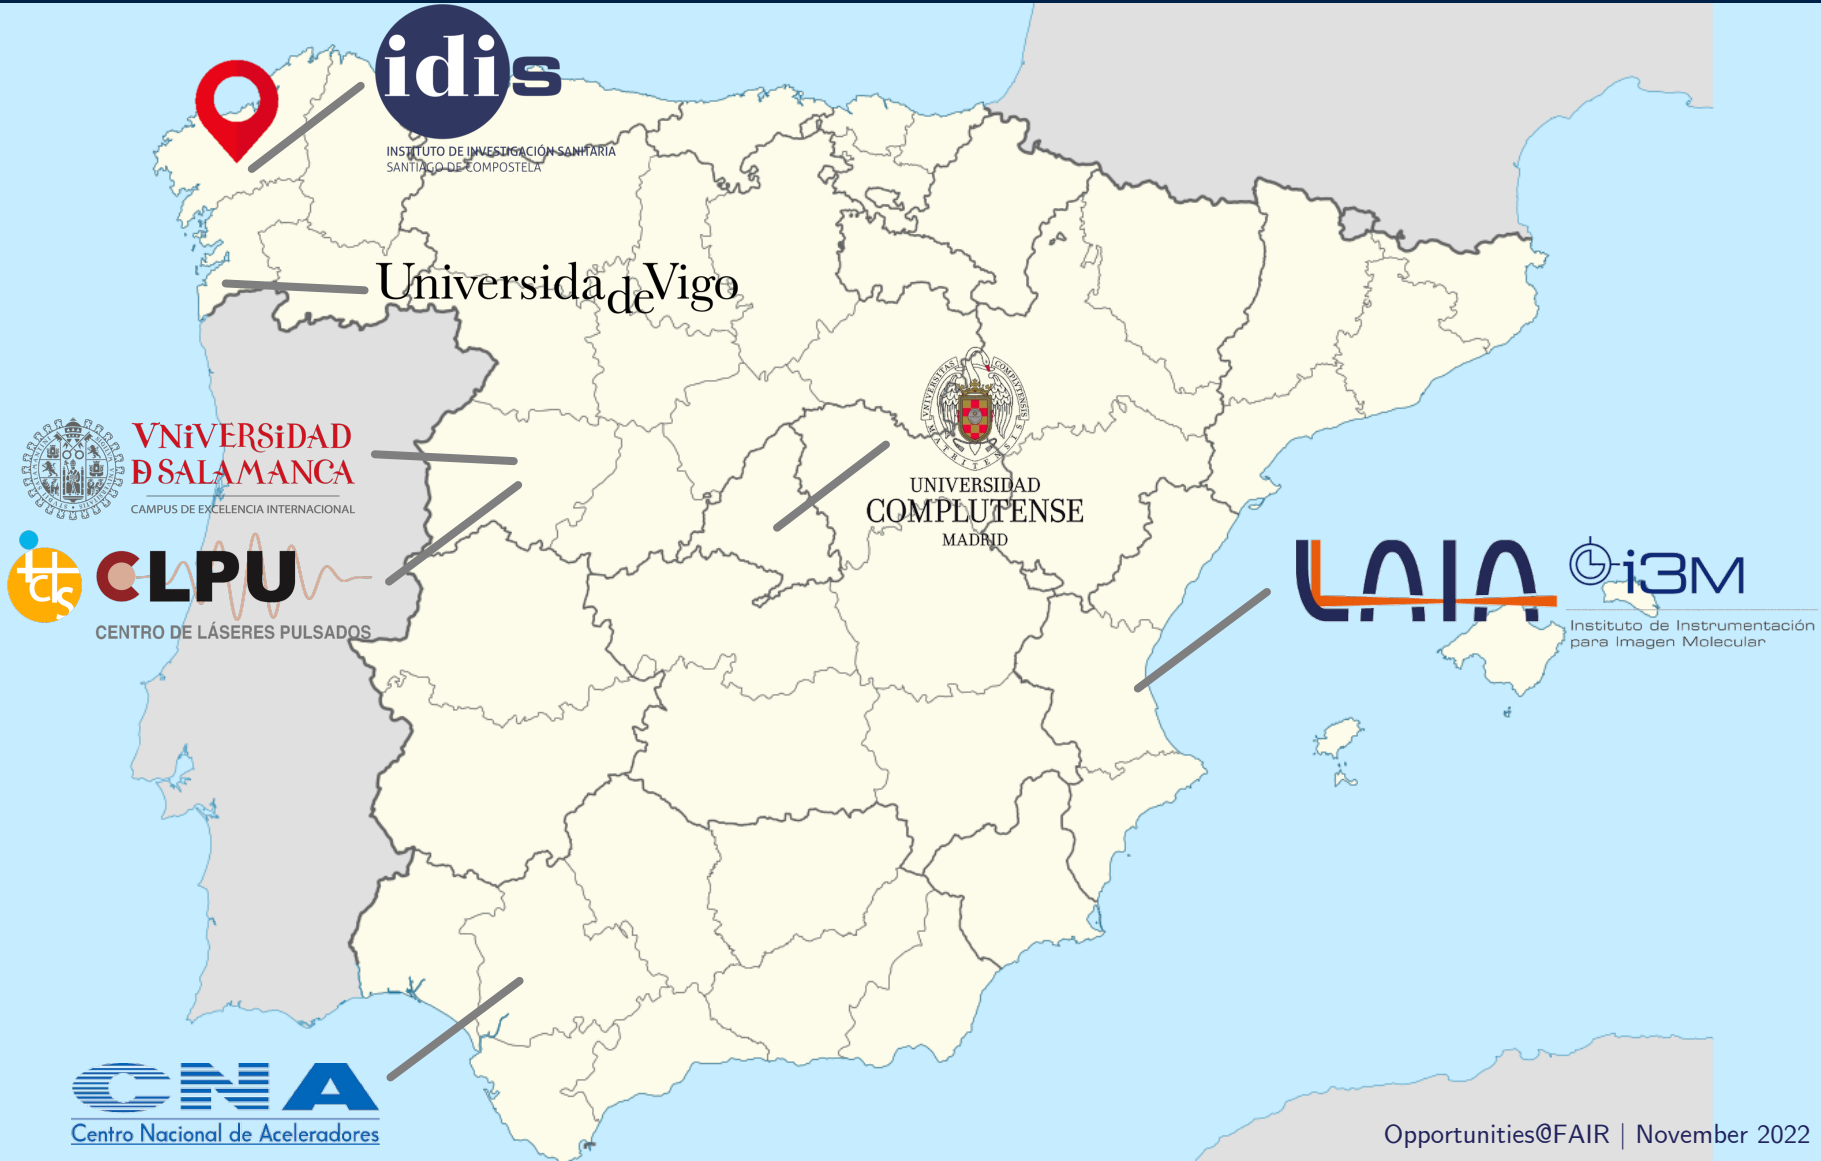 idis
INSTITUTO DE INVESTIGACIÓN SANITARIA
SANTIAGO DE COMPOSTELA
UniversidadeVigo
VNiVERSiDAD
D SALAMANCA
CAMPUS DE EXCELENCIA INTERNACIONAL
UNIVERSIDAD
COMPLUTENSE
MADRID
icts
CLPU
CENTRO DE LÁSERES PULSADOS
LAIA
i3M
Instituto de Instrumentación
para Imagen Molecular
CNA
Centro Nacional de Aceleradores
Opportunities@FAIR | November 2022